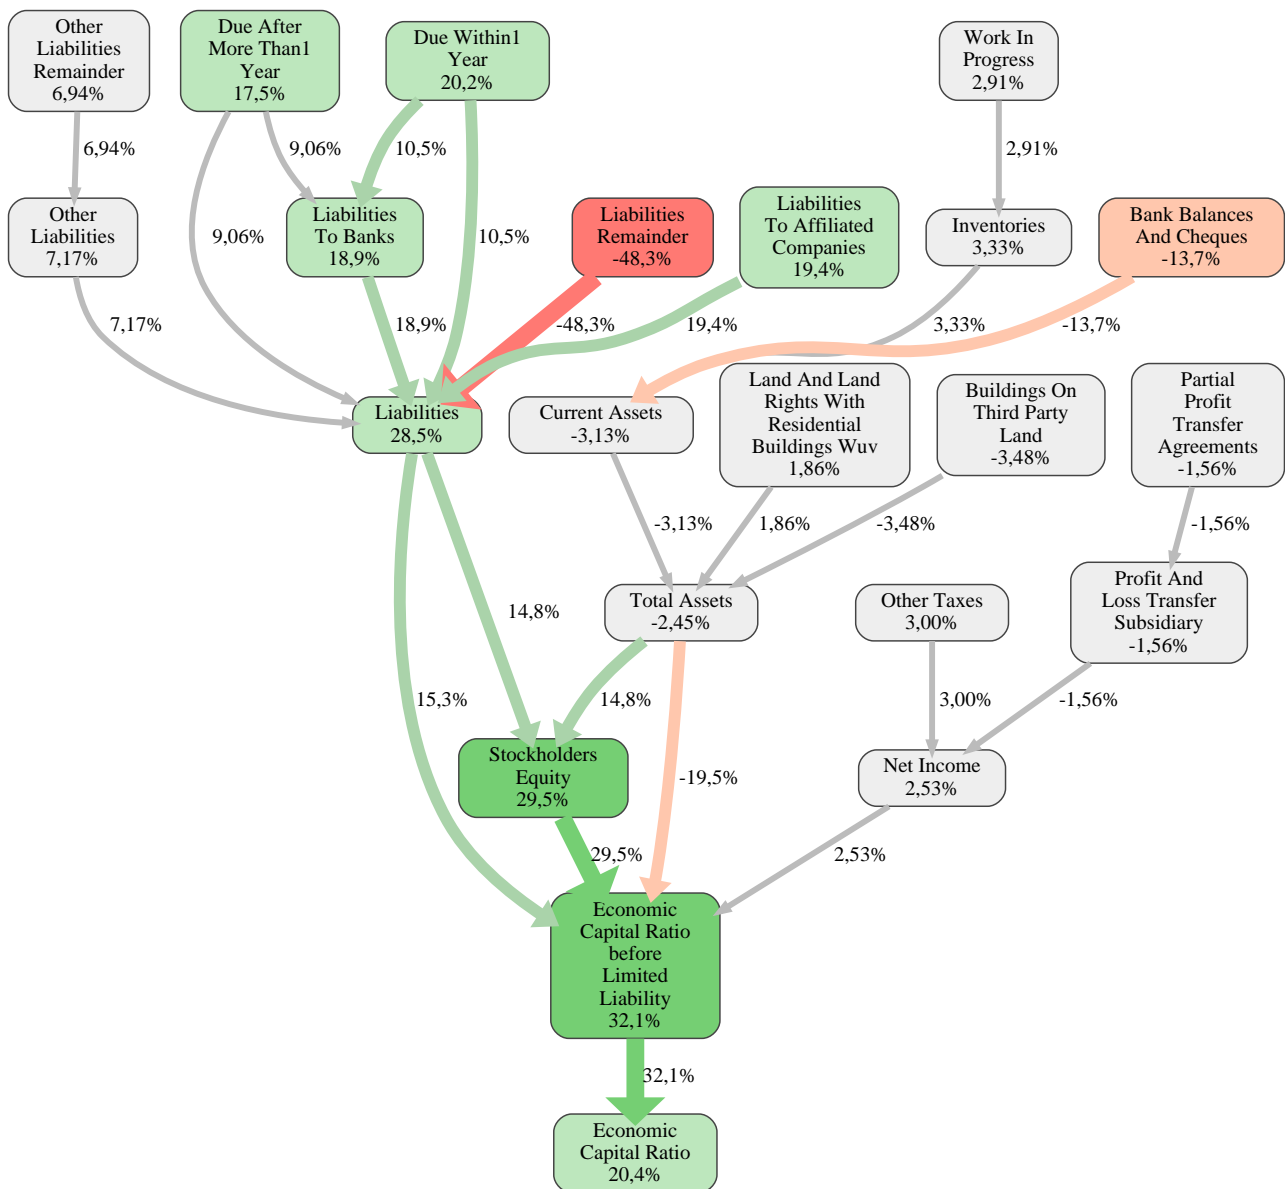 Other
Liabilities
Remainder
6,94%
Due After
More Than1
Year
17,5%
Due Within1
Year
20,2%
Work In
Progress
2,91%
6,94%
9,06%
10,5%
2,91%
Other
Liabilities
7,17%
9,06%
Liabilities
To Banks
18,9%
10,5%
Liabilities
Remainder
-48,3%
Liabilities
To Affiliated
Companies
19,4%
Inventories
3,33%
Bank Balances
And Cheques
-13,7%
7,17%
18,9%
-48,3%
19,4%
3,33%
-13,7%
Liabilities
28,5%
Current Assets
-3,13%
Land And Land
Rights With
Residential
Buildings Wuv
1,86%
Buildings On
Third Party
Land
-3,48%
Partial
Profit
Transfer
Agreements
-1,56%
-3,13%
1,86%
-3,48%
-1,56%
14,8%
Total Assets
-2,45%
Other Taxes
3,00%
Profit And
Loss Transfer
Subsidiary
-1,56%
15,3%
14,8%
-19,5%
3,00%
-1,56%
Stockholders
Equity
29,5%
Net Income
2,53%
29,5%
2,53%
Economic
Capital Ratio
before
Limited
Liability
32,1%
32,1%
Economic
Capital Ratio
20,4%